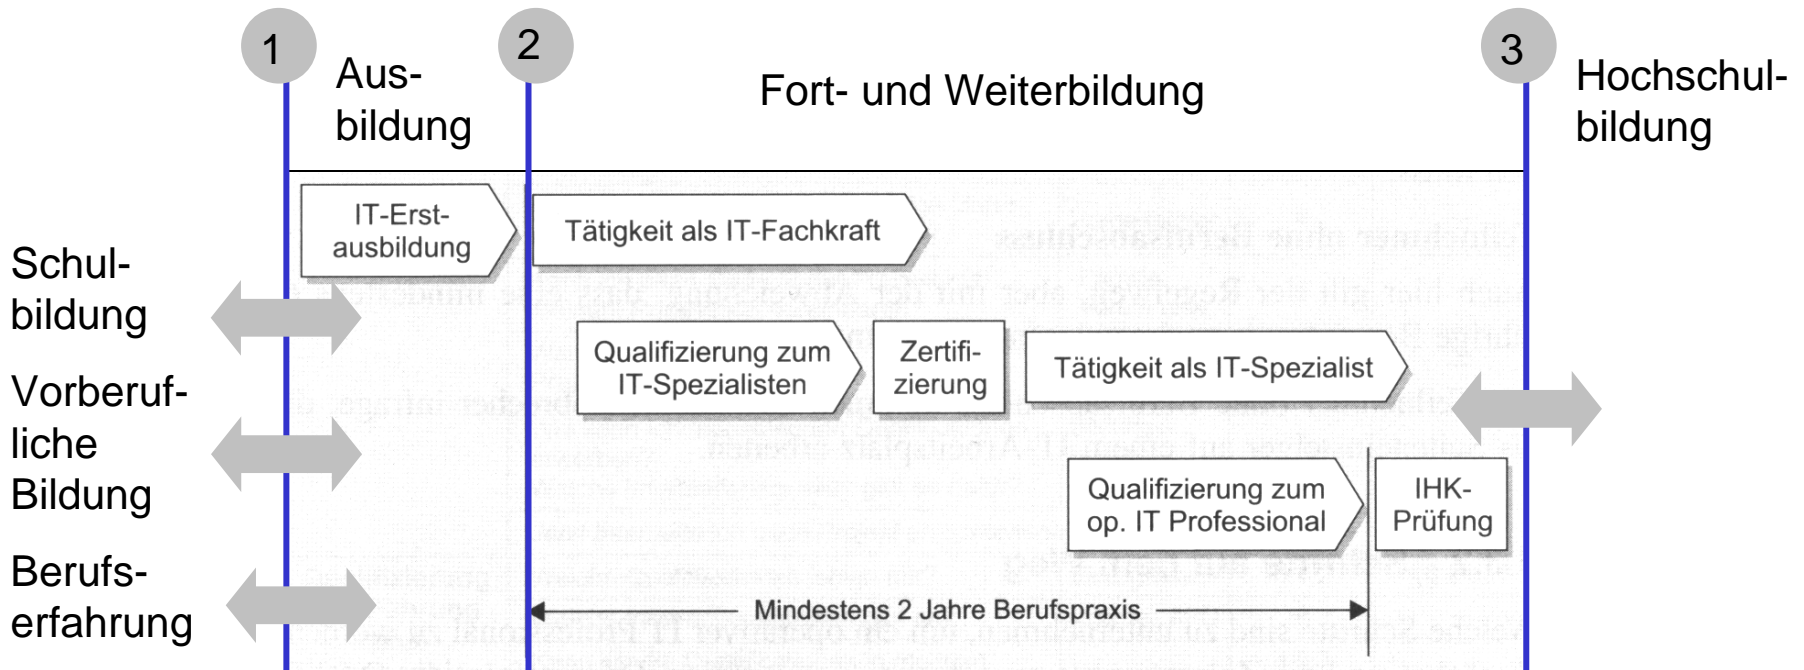 1
2
3
Aus-
bildung
Fort- und Weiterbildung
Hochschul-
bildung
IT-Erst-
ausbildung
Tätigkeit als IT-Fachkraft
Schul-
bildung
Qualifizierung zum
IT-Spezialisten
Zertifi-
zierung
Tätigkeit als IT-Spezialist
Vorberuf-
liche
Bildung
Qualifizierung zum
op. IT Professional
IHK-
Prüfung
Berufs-
erfahrung
Mindestens 2 Jahre Berufspraxis